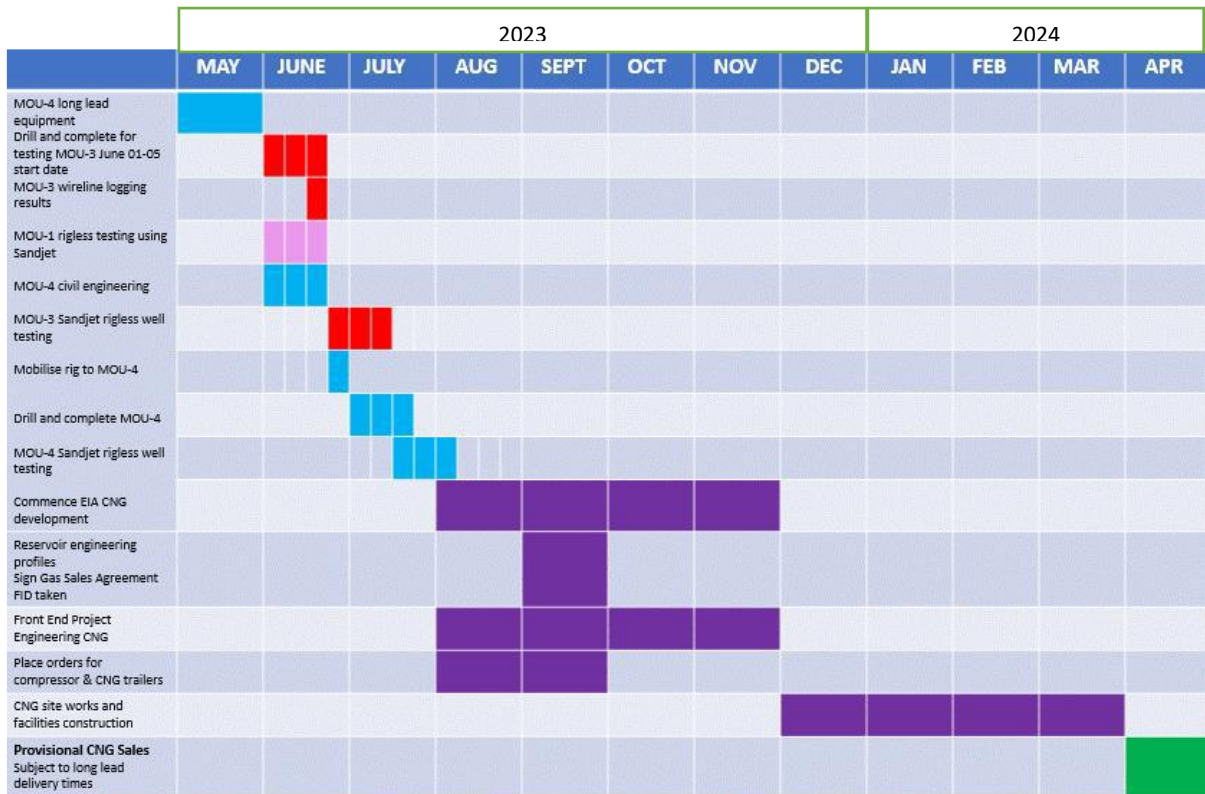 2023 2024
MAY JUNE JULY AUG SEPT OCT NOV DEC JAN FEB MAR APR
MOU-4 long lead
equipment
Drill and complete for
testing MOU-3 June 01-05
start date
MOU-3 wireline logging
results
MOU-1 rigless testing using
Sandjet
MOU-4 civil engineering
MOU-3 Sandjet rigless well
testing
Mobilise rig to MOU-4
Drill and complete MOU-4
MOU-4 Sandjet rigless well
testing
Commence EIA CNG
development
Reservoir engineering
profiles
Sign Gas Sales Agreement
FID taken
Front End Project
Engineering CNG
Place orders for
compressor & CNG trailers
CNG site works and
facilities construction
Provisional CNG Sales
Subject to long lead
delivery times